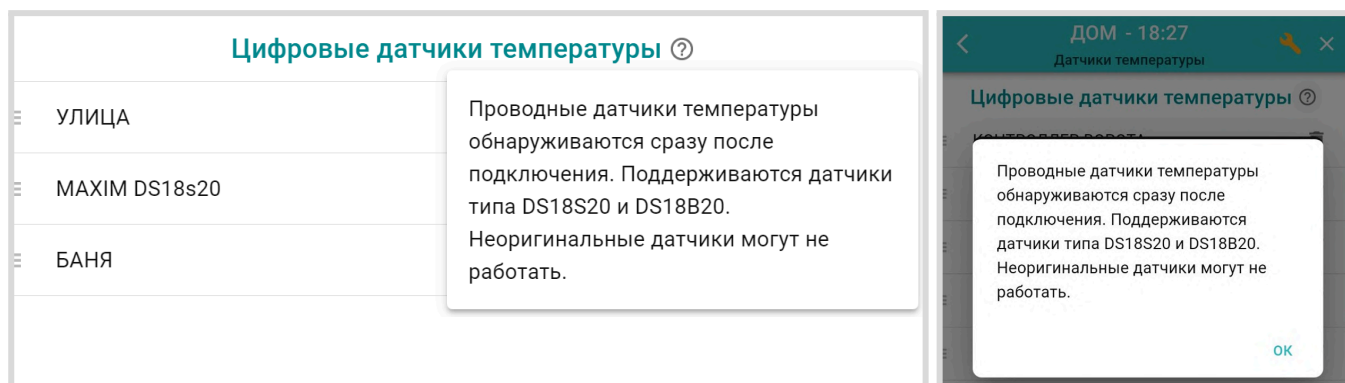 Цифровые датчики температуры ?
УЛИЦА
MAXIM DS18s20
БАНЯ
Проводные датчики температуры
обнаруживаются сразу после
подключения. Поддерживаются датчики
типа DS18S20 и DS18B20.
Неоригинальные датчики могут не
работать.
ДОМ - 18:27
Датчики температуры
Цифровые датчики температуры ?
Проводные датчики температуры
обнаруживаются сразу после
подключения. Поддерживаются
датчики типа DS18S20 и DS18B20.
Неоригинальные датчики могут не
работать.
ОК